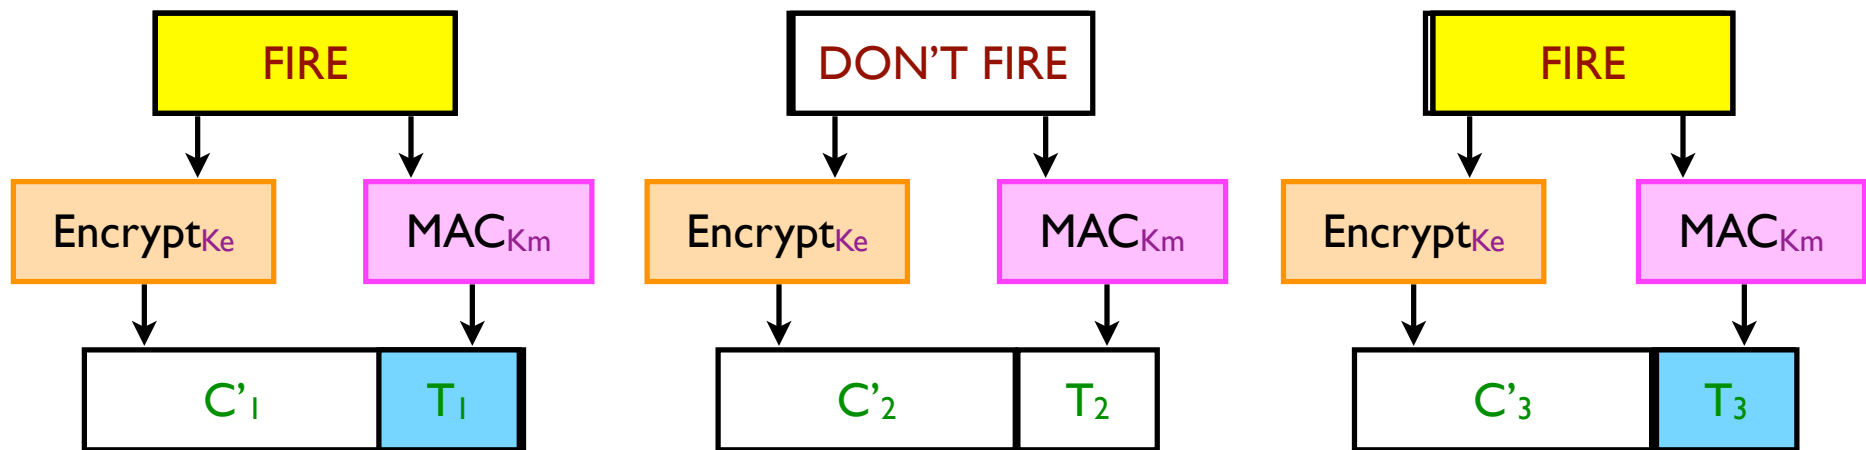 FIRE DON’T FIRE FIRE
EncryptKe MACKm EncryptKe MACKm EncryptKe MACKm
C’1 T1 C’2 T2 C’3 T3